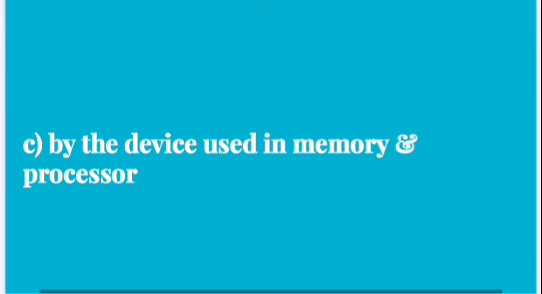 c) by the device used in memory &
processor